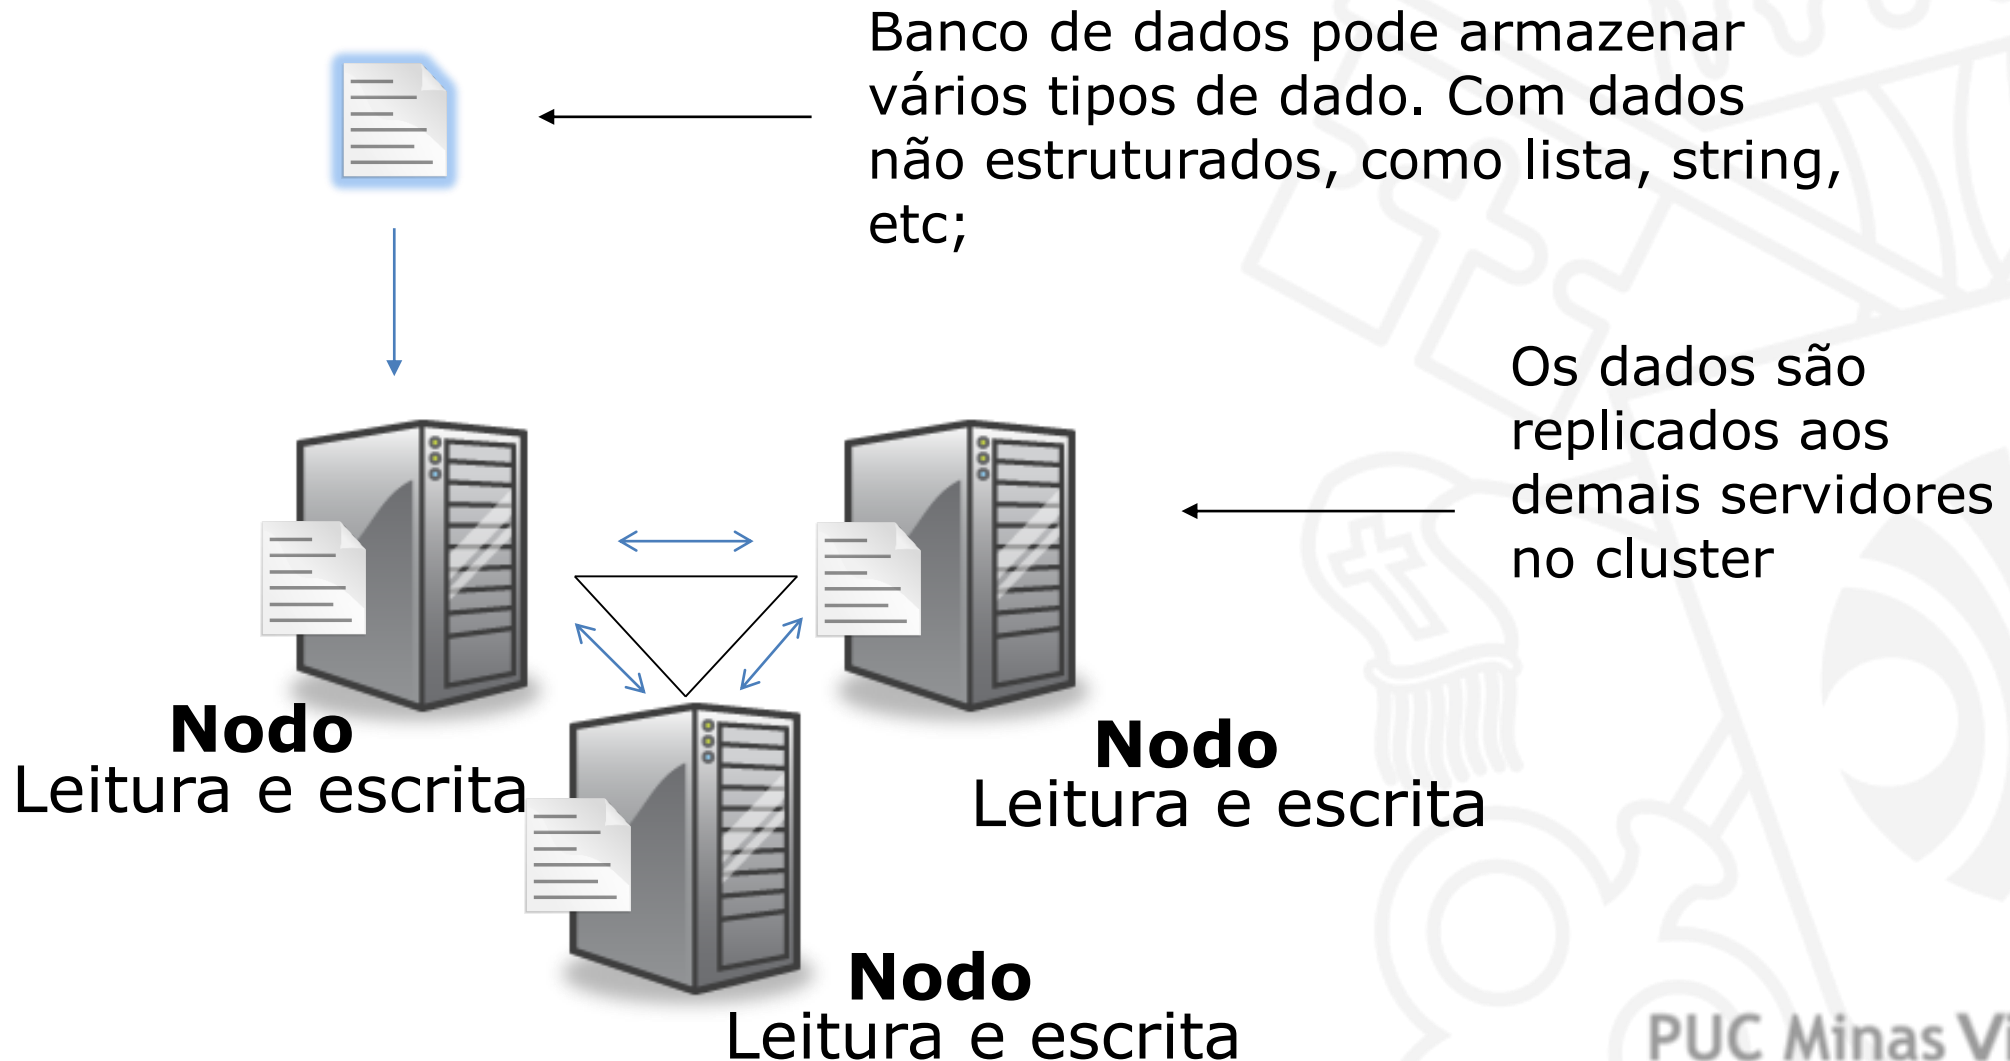 Banco de dados pode armazenar
vários tipos de dado. Com dados
não estruturados, como lista, string,
etc;
Os dados são
replicados aos
demais servidores
no cluster
Nodo
Leitura e escrita
Nodo
Leitura e escrita
Nodo
Leitura e escrita
PUC Minas Vi